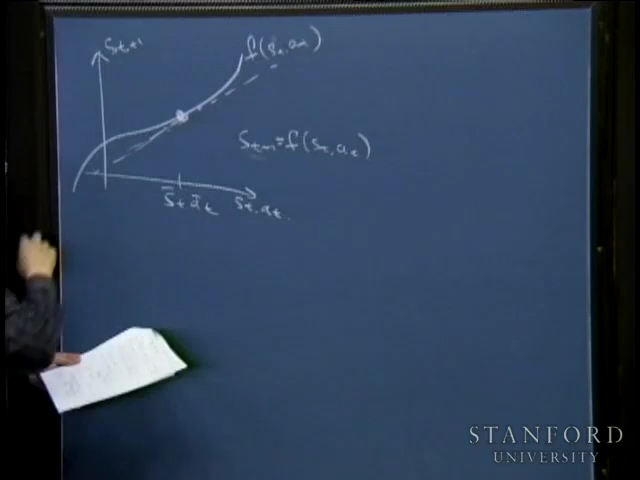 S_{t+1}
f(s_t, a_t)
S_{t+1} = f(s_t, a_t)
s̄_t ā_t
s_t, a_t.
STANFORD
UNIVERSITY